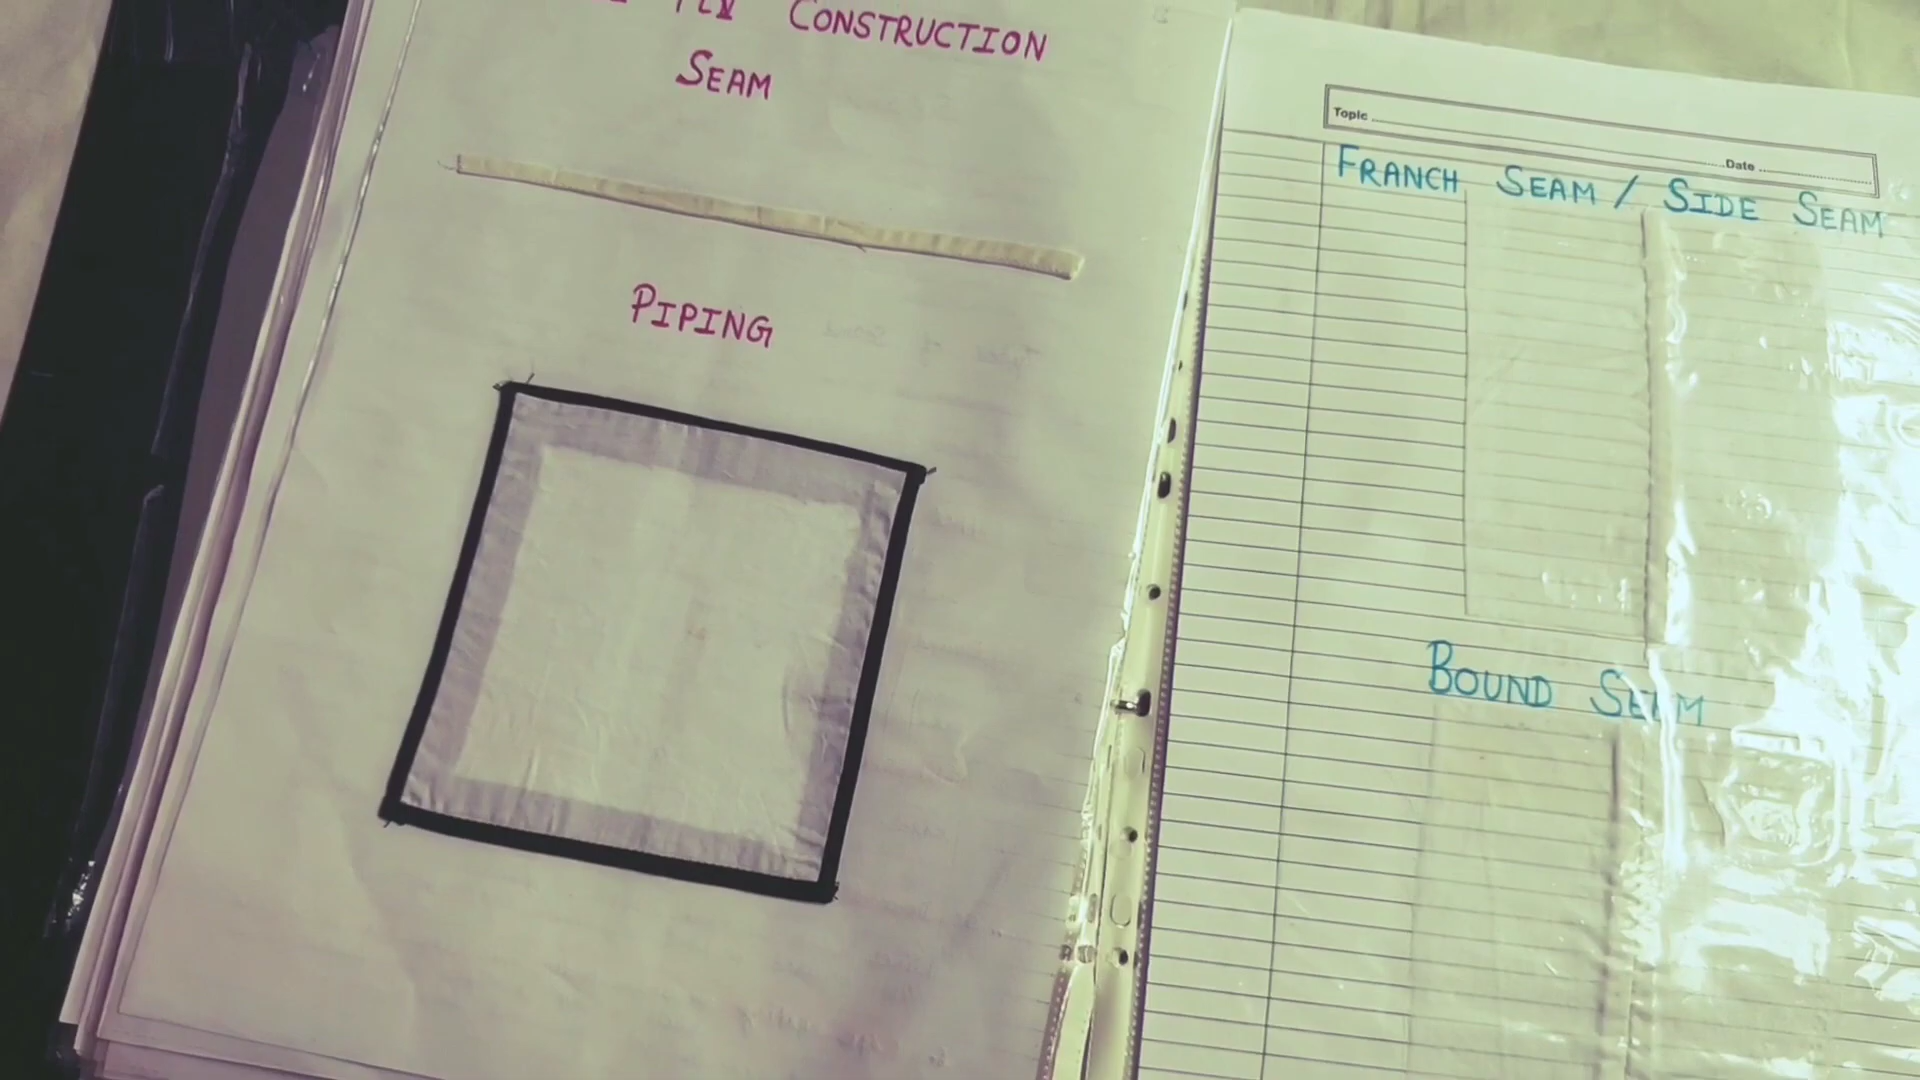 CONSTRUCTION
SEAM
PIPING
Topic
Date
FRANCH SEAM / SIDE SEAM
BOUND SEAM